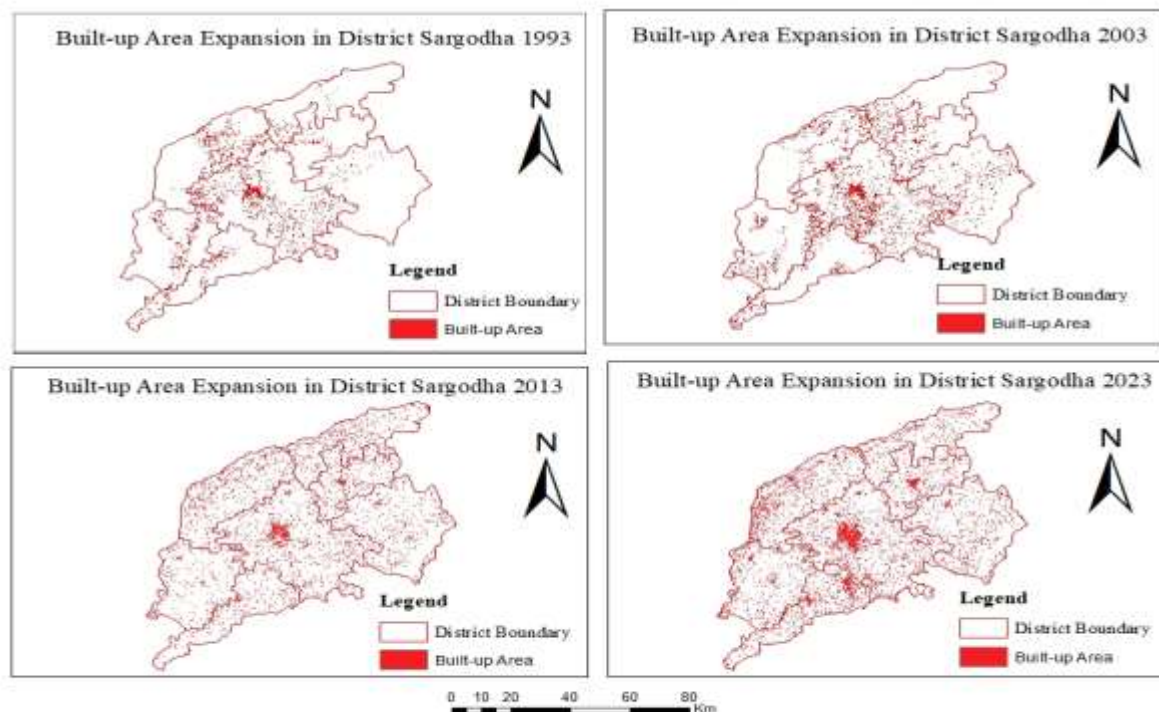 Built-up Area Expansion in District Sargodha 1993
N
Legend
District Boundary
Built-up Area
Built-up Area Expansion in District Sargodha 2003
N
Legend
District Boundary
Built-up Area
Built-up Area Expansion in District Sargodha 2013
N
Legend
District Boundary
Built-up Area
Built-up Area Expansion in District Sargodha 2023
N
Legend
District Boundary
Built-up Area
0 10 20 40 60 80
Km